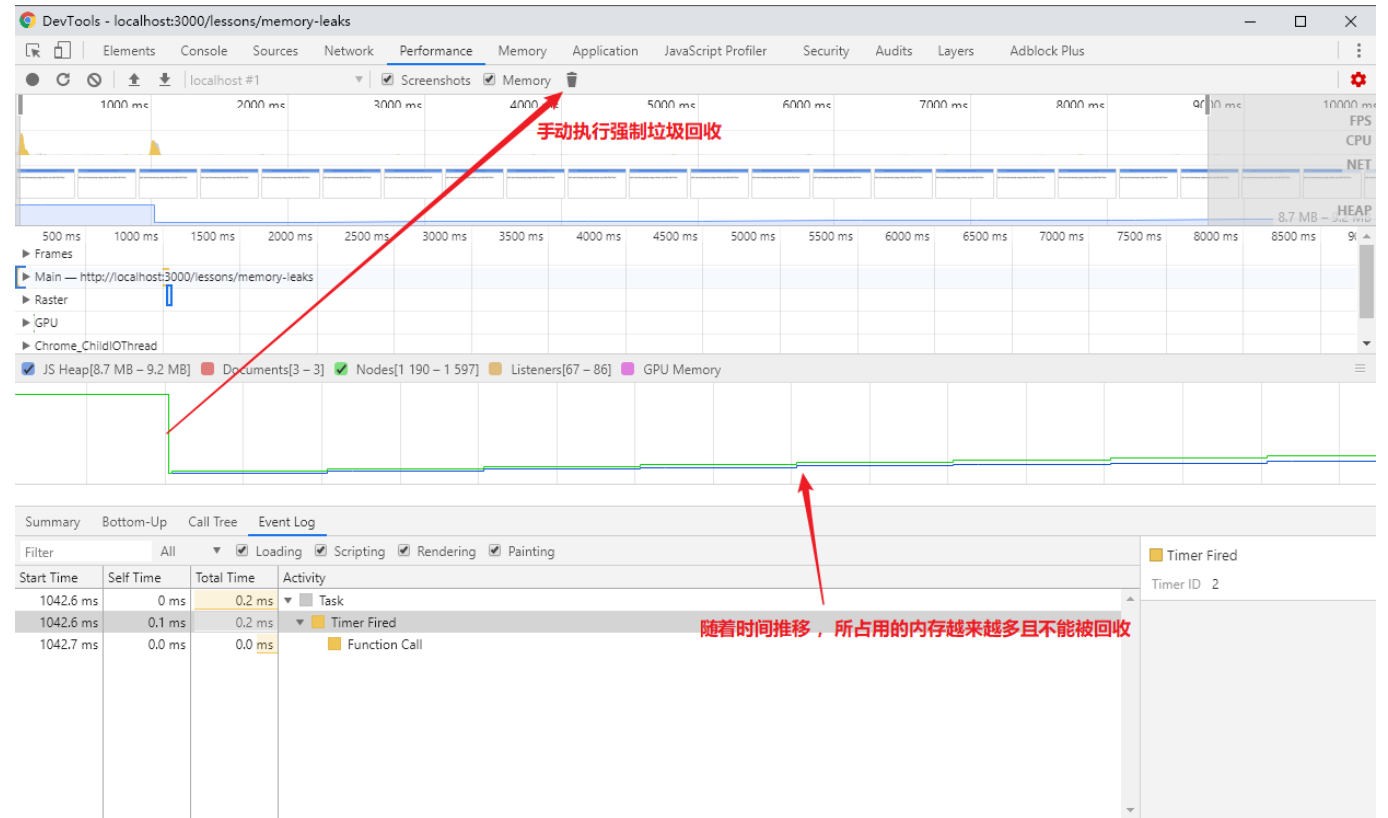 DevTools - localhost:3000/lessons/memory-leaks
Elements Console Sources Network Performance Memory Application JavaScript Profiler Security Audits Layers Adblock Plus
localhost #1 Screenshots Memory
1000 ms 2000 ms 3000 ms 4000 ms 5000 ms 6000 ms 7000 ms 8000 ms 9000 ms 10000 ms
FPS
手动执行强制垃圾回收
CPU
NET
HEAP
8.7 MB – 9.2 MB
500 ms 1000 ms 1500 ms 2000 ms 2500 ms 3000 ms 3500 ms 4000 ms 4500 ms 5000 ms 5500 ms 6000 ms 6500 ms 7000 ms 7500 ms 8000 ms 8500 ms
Frames
Main — http://localhost:3000/lessons/memory-leaks
Raster
GPU
Chrome_ChildIOThread
JS Heap[8.7 MB – 9.2 MB] Documents[3 – 3] Nodes[1 190 – 1 597] Listeners[67 – 86] GPU Memory
Summary Bottom-Up Call Tree Event Log
Filter All Loading Scripting Rendering Painting
Timer Fired
Timer ID 2
Start Time Self Time Total Time Activity
1042.6 ms 0 ms 0.2 ms Task
1042.6 ms 0.1 ms 0.2 ms Timer Fired
1042.7 ms 0.0 ms 0.0 ms Function Call
随着时间推移，所占用的内存越来越多且不能被回收